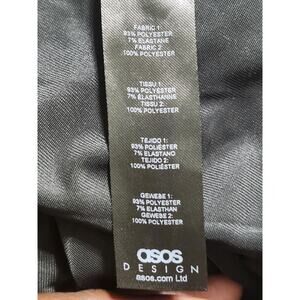 FABRIC 1:
93% POLYESTER
7% ELASTANE
FABRIC 2:
100% POLYESTER
TISSU 1:
93% POLYESTER
7% ÉLASTHANNE
TISSU 2:
100% POLYESTER
TEJIDO 1:
93% POLIÉSTER
7% ELASTANO
TEJIDO 2:
100% POLIÉSTER
GEWEBE 1:
93% POLYESTER
7% ELASTHAN
GEWEBE 2:
100% POLYESTER
asos
DESIGN
asos.com Ltd